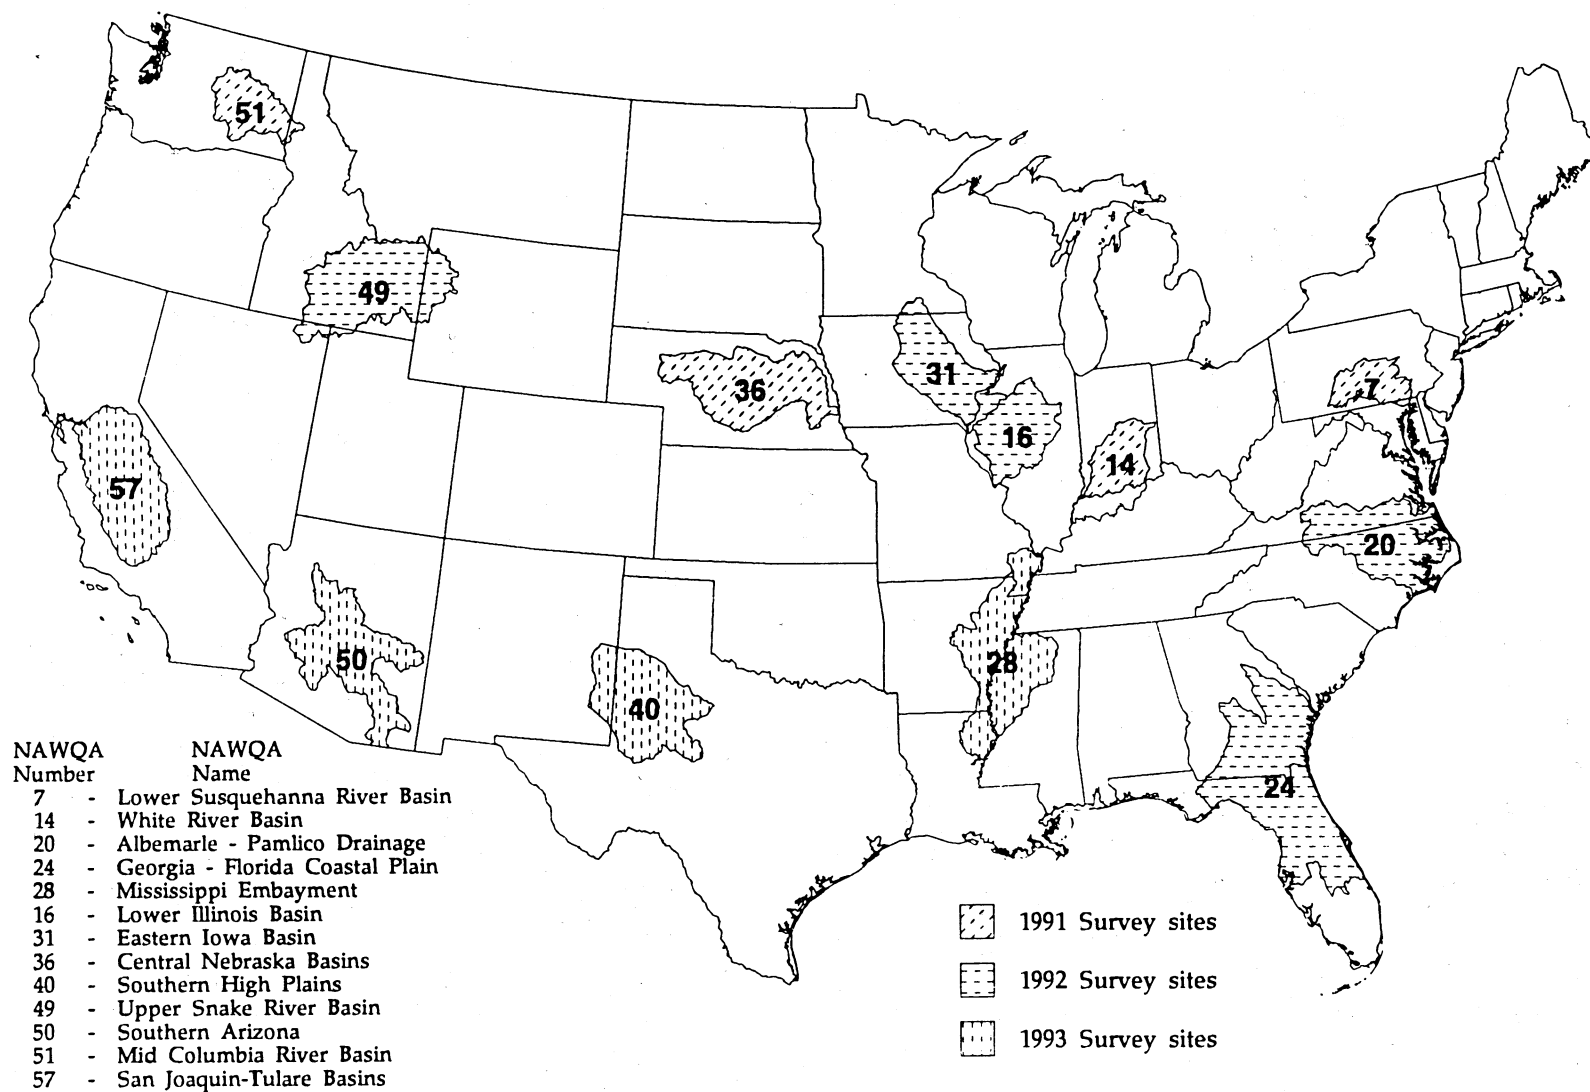 51
49
36
31
7
16
14
57
20
50
28
40
24
NAWQA NAWQA
Number Name
7 - Lower Susquehanna River Basin
14 - White River Basin
20 - Albemarle - Pamlico Drainage
24 - Georgia - Florida Coastal Plain
28 - Mississippi Embayment
16 - Lower Illinois Basin
31 - Eastern Iowa Basin
36 - Central Nebraska Basins
40 - Southern High Plains
49 - Upper Snake River Basin
50 - Southern Arizona
51 - Mid Columbia River Basin
57 - San Joaquin-Tulare Basins
1991 Survey sites
1992 Survey sites
1993 Survey sites